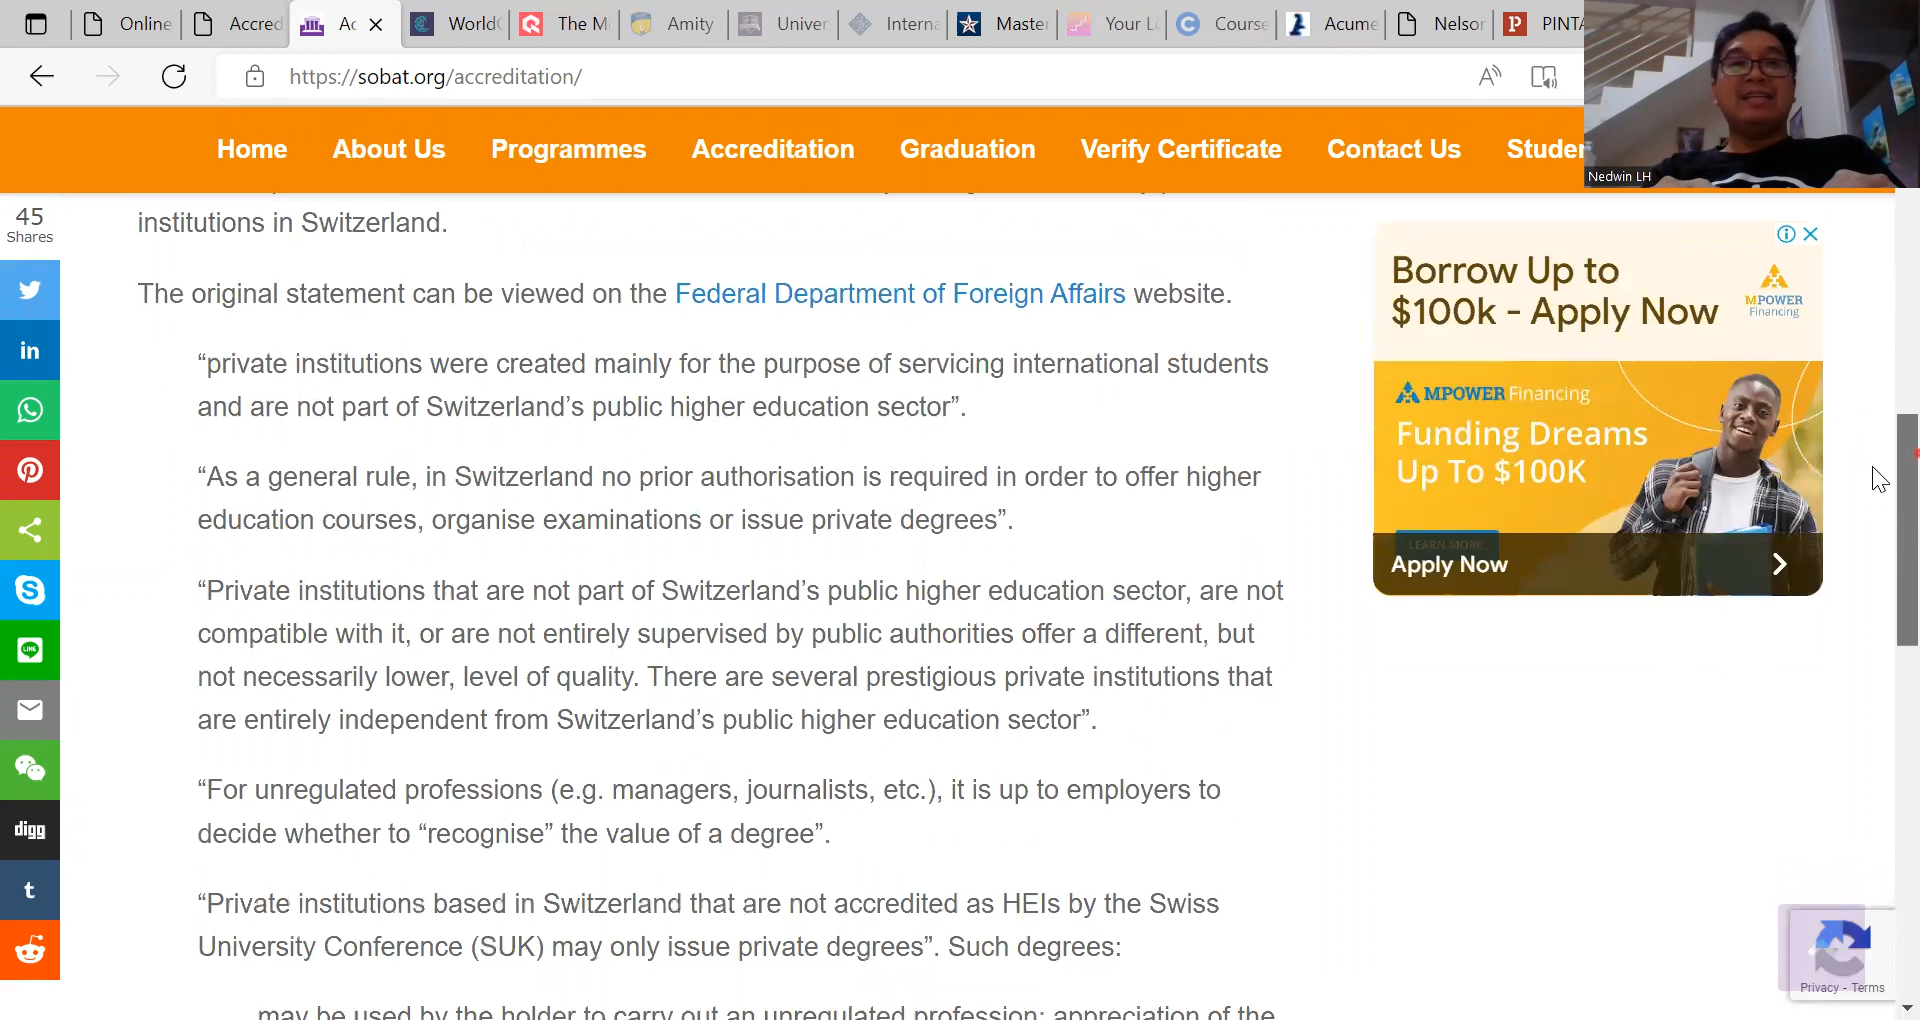 Online
Accred
Ac
World
The M
Amity
Univer
Interna
Master
Your L
Course
Acume
Nelson
PINTA
https://sobat.org/accreditation/
Home
About Us
Programmes
Accreditation
Graduation
Verify Certificate
Contact Us
Studen
Nedwin LH
45
Shares
institutions in Switzerland.
The original statement can be viewed on the Federal Department of Foreign Affairs website.
“private institutions were created mainly for the purpose of servicing international students
and are not part of Switzerland’s public higher education sector”.
“As a general rule, in Switzerland no prior authorisation is required in order to offer higher
education courses, organise examinations or issue private degrees”.
“Private institutions that are not part of Switzerland’s public higher education sector, are not
compatible with it, or are not entirely supervised by public authorities offer a different, but
not necessarily lower, level of quality. There are several prestigious private institutions that
are entirely independent from Switzerland’s public higher education sector”.
“For unregulated professions (e.g. managers, journalists, etc.), it is up to employers to
decide whether to “recognise” the value of a degree”.
“Private institutions based in Switzerland that are not accredited as HEIs by the Swiss
University Conference (SUK) may only issue private degrees”. Such degrees:
may be used by the holder to carry out an unregulated profession; appreciation of the
Borrow Up to
$100k - Apply Now
MPOWER
Financing
MPOWER Financing
Funding Dreams
Up To $100K
LEARN MORE
Apply Now
in
LINE
digg
t
Privacy - Terms